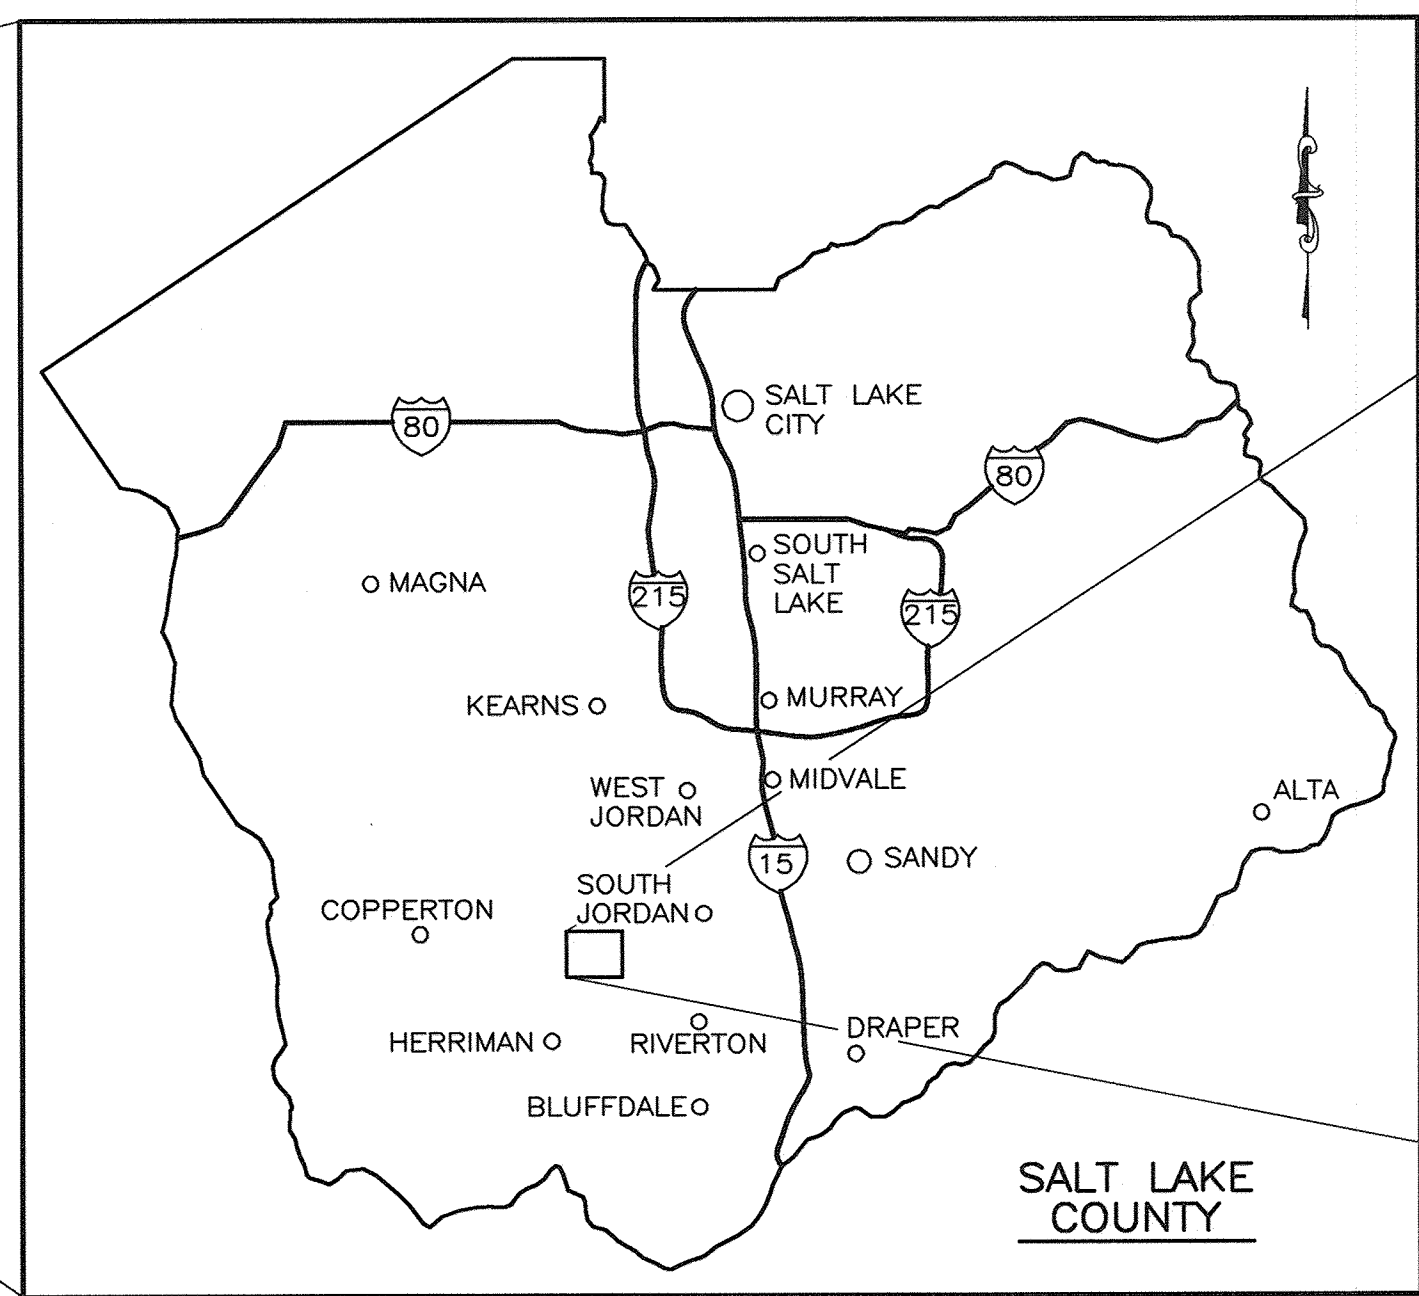 SALT LAKE
CITY
80
80
SOUTH
SALT
LAKE
MAGNA
215
215
KEARNS
MURRAY
MIDVALE
WEST
JORDAN
ALTA
15
SANDY
SOUTH
JORDAN
COPPERTON
DRAPER
HERRIMAN
RIVERTON
BLUFFDALE
SALT LAKE
COUNTY